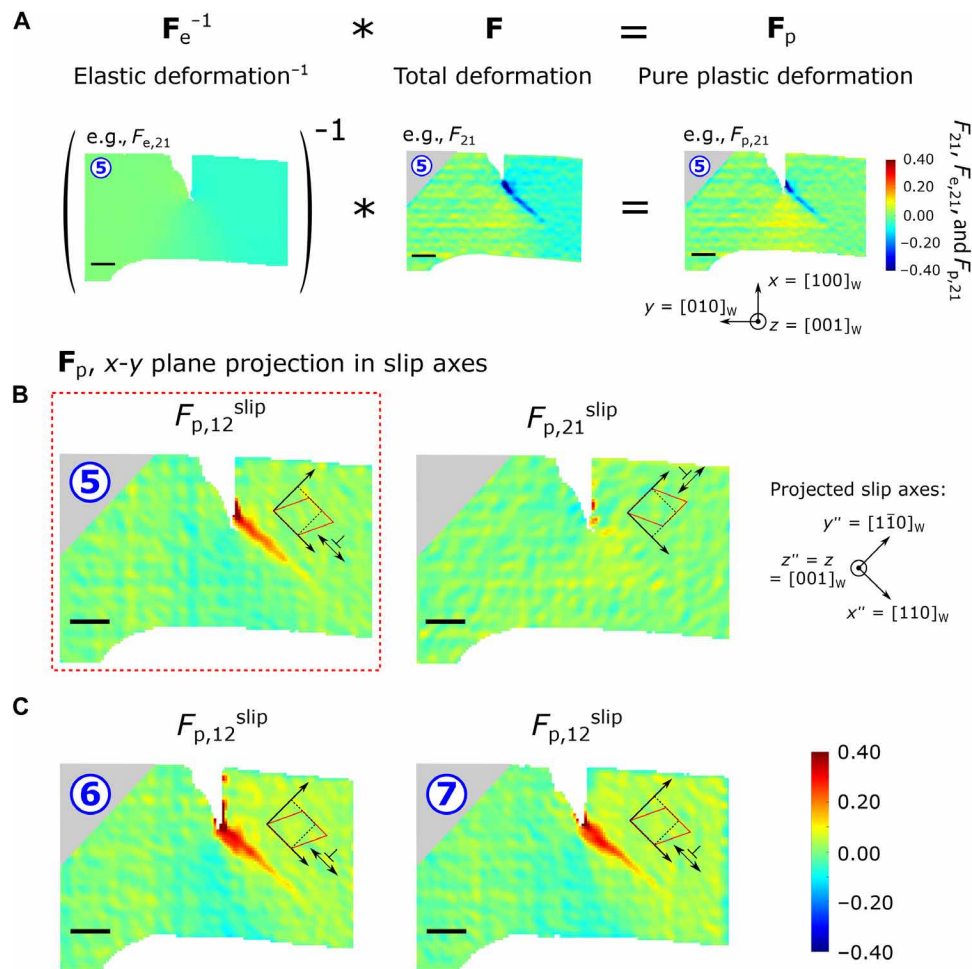 A
F_e^−1 * F = F_p
Elastic deformation^−1 Total deformation Pure plastic deformation
e.g., F_e,21 −1 e.g., F_21 e.g., F_p,21
5 * 5 = 5
F_21, F_e,21, and F_p,21
0.40
0.20
0.00
−0.20
−0.40
x = [100]_W
y = [010]_W
z = [001]_W
F_p, x-y plane projection in slip axes
B
F_p,12^slip F_p,21^slip
5
Projected slip axes:
y″ = [11̄0]_W
z″ = z
= [001]_W
x″ = [110]_W
C
F_p,12^slip F_p,12^slip
6 7
0.40
0.20
0.00
−0.20
−0.40